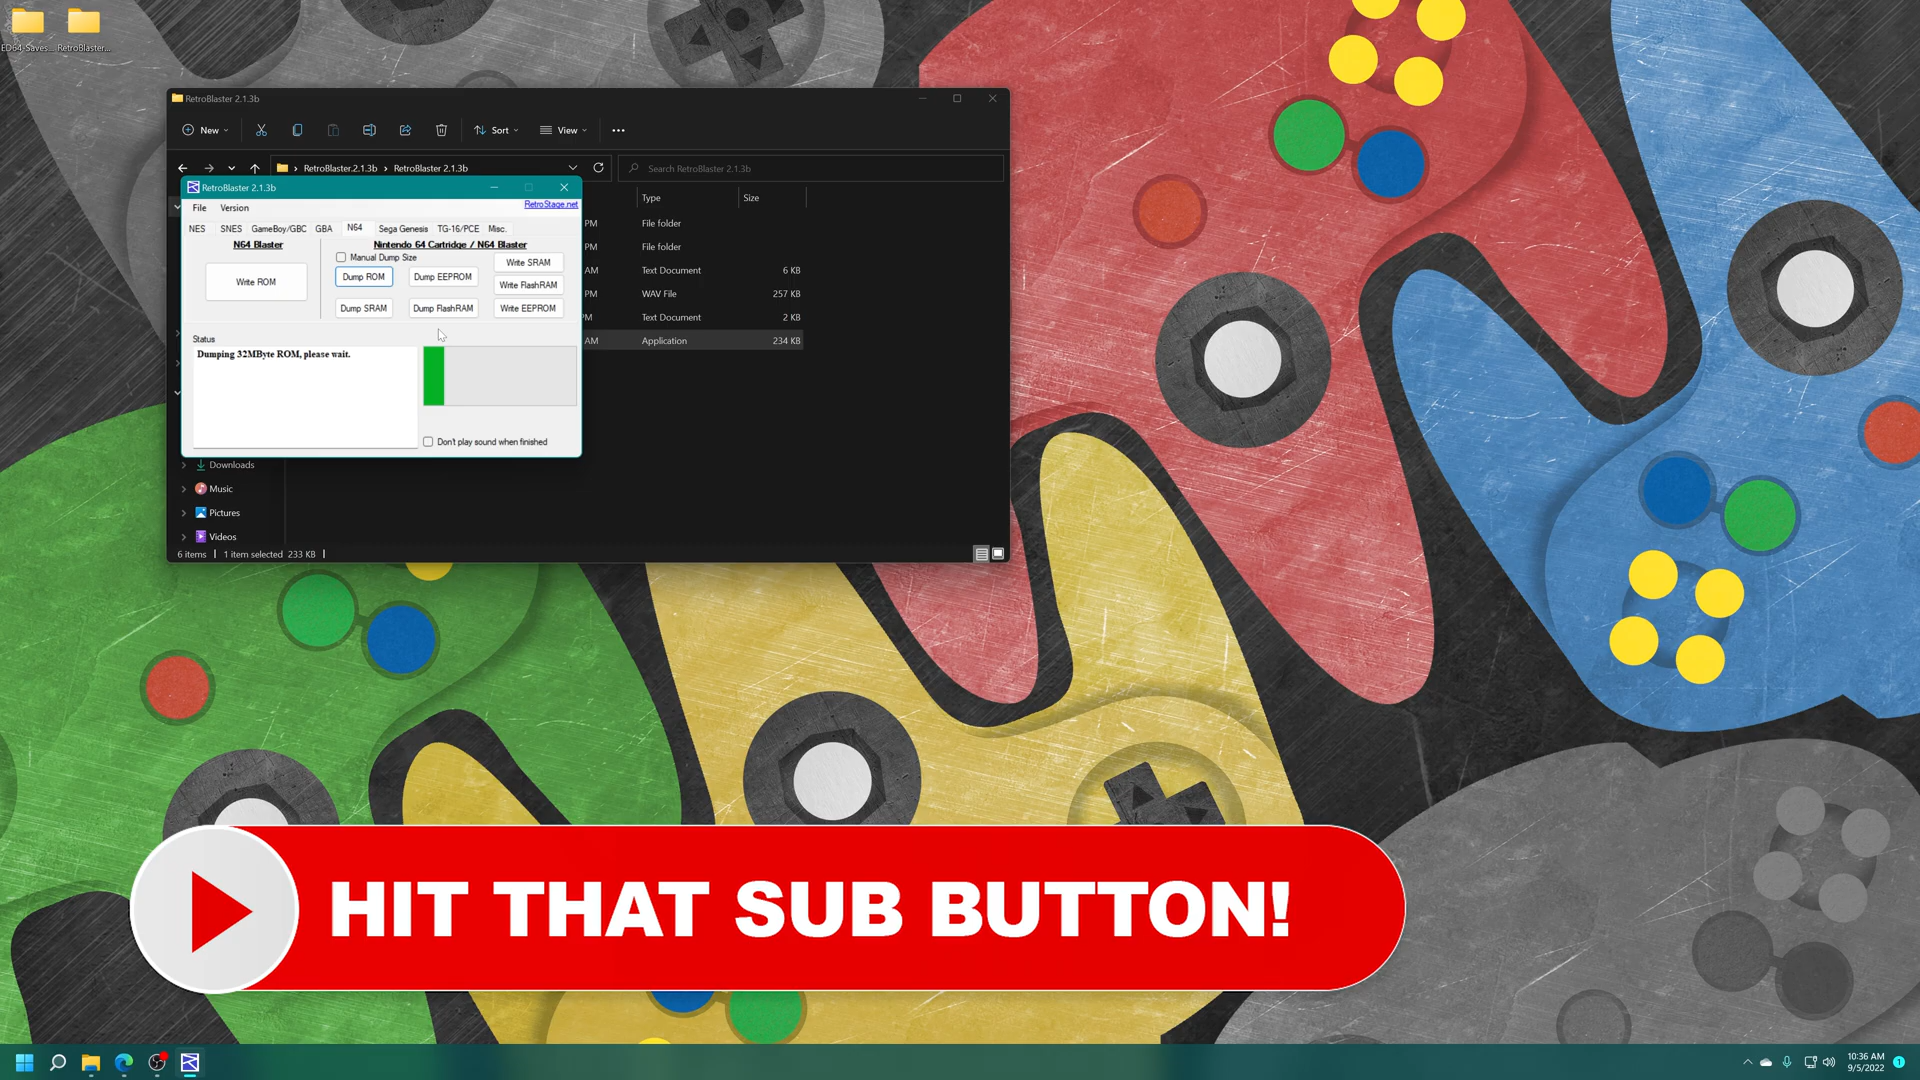 ED64-Saves... RetroBlaster...
RetroBlaster 2.1.3b
New
Sort
View
RetroBlaster.2.1.3b > RetroBlaster 2.1.3b
Search RetroBlaster 2.1.3b
RetroBlaster 2.1.3b
File Version
RetroStage.net
NES SNES GameBoy/GBC GBA N64 Sega Genesis TG-16/PCE Misc.
N64 Blaster
Nintendo 64 Cartridge / N64 Blaster
Manual Dump Size
Write ROM
Dump ROM Dump EEPROM
Dump SRAM Dump FlashRAM
Write SRAM
Write FlashRAM
Write EEPROM
Status
Dumping 32MByte ROM, please wait.
Don't play sound when finished
Type Size
PM File folder
PM File folder
AM Text Document 6 KB
PM WAV File 257 KB
PM Text Document 2 KB
AM Application 234 KB
Downloads
Music
Pictures
Videos
6 items 1 item selected 233 KB
HIT THAT SUB BUTTON!
10:36 AM
9/5/2022
1